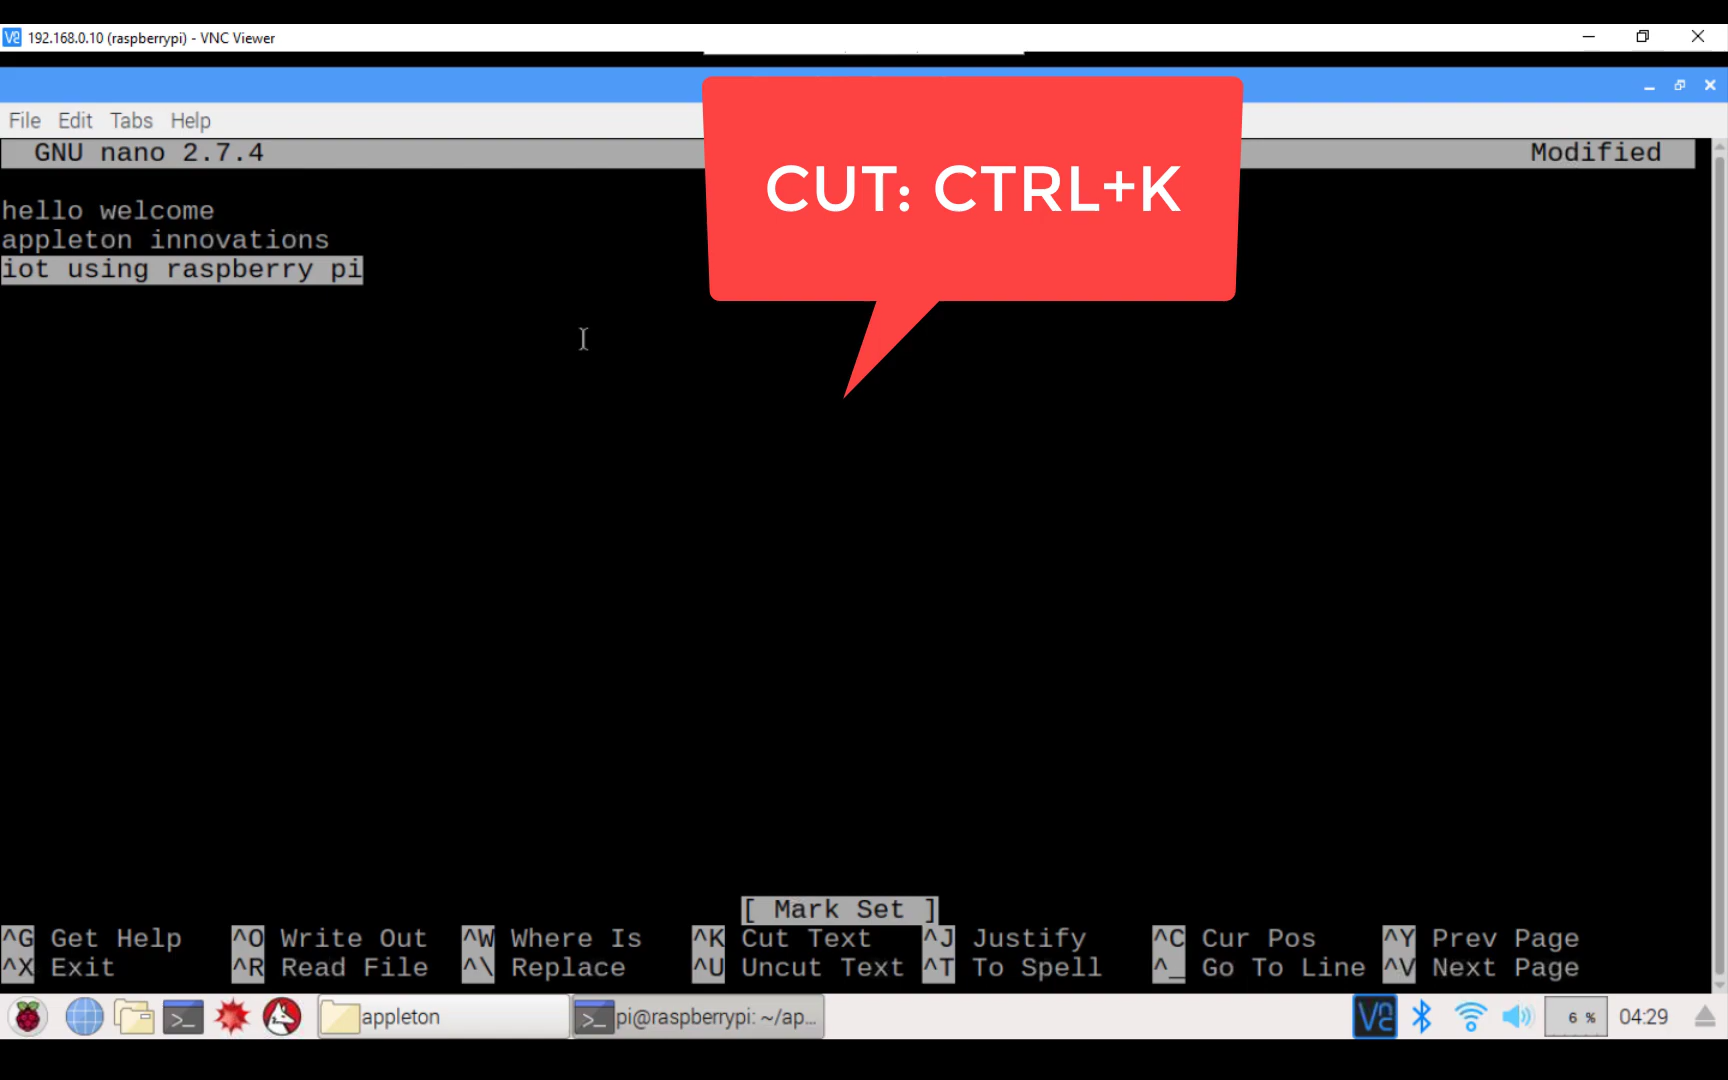 192.168.0.10 (raspberrypi) - VNC Viewer
File Edit Tabs Help
GNU nano 2.7.4 Modified
CUT: CTRL+K
hello welcome
appleton innovations
iot using raspberry pi
[ Mark Set ]
^G Get Help ^O Write Out ^W Where Is ^K Cut Text ^J Justify ^C Cur Pos ^Y Prev Page
^X Exit ^R Read File ^\ Replace ^U Uncut Text ^T To Spell ^_ Go To Line ^V Next Page
appleton pi@raspberrypi: ~/ap... 6 % 04:29